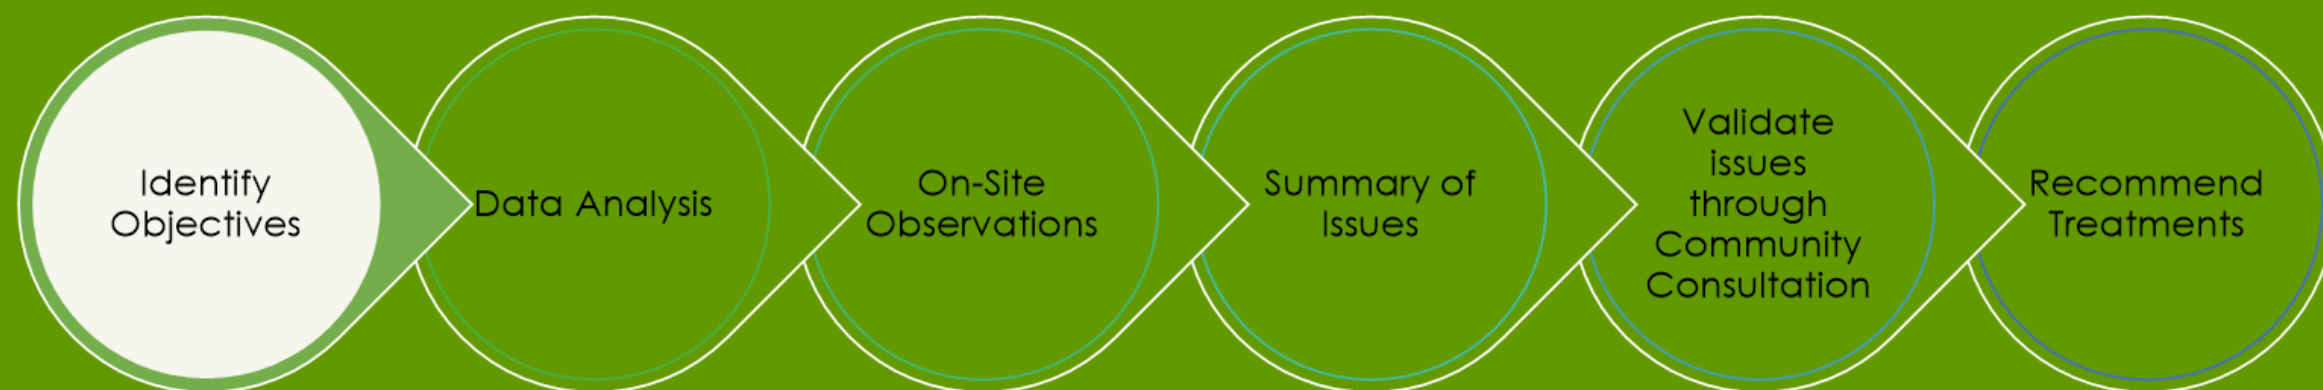 Identify
Objectives
Data Analysis
On-Site
Observations
Summary of
Issues
Validate
issues
through
Community
Consultation
Recommend
Treatments